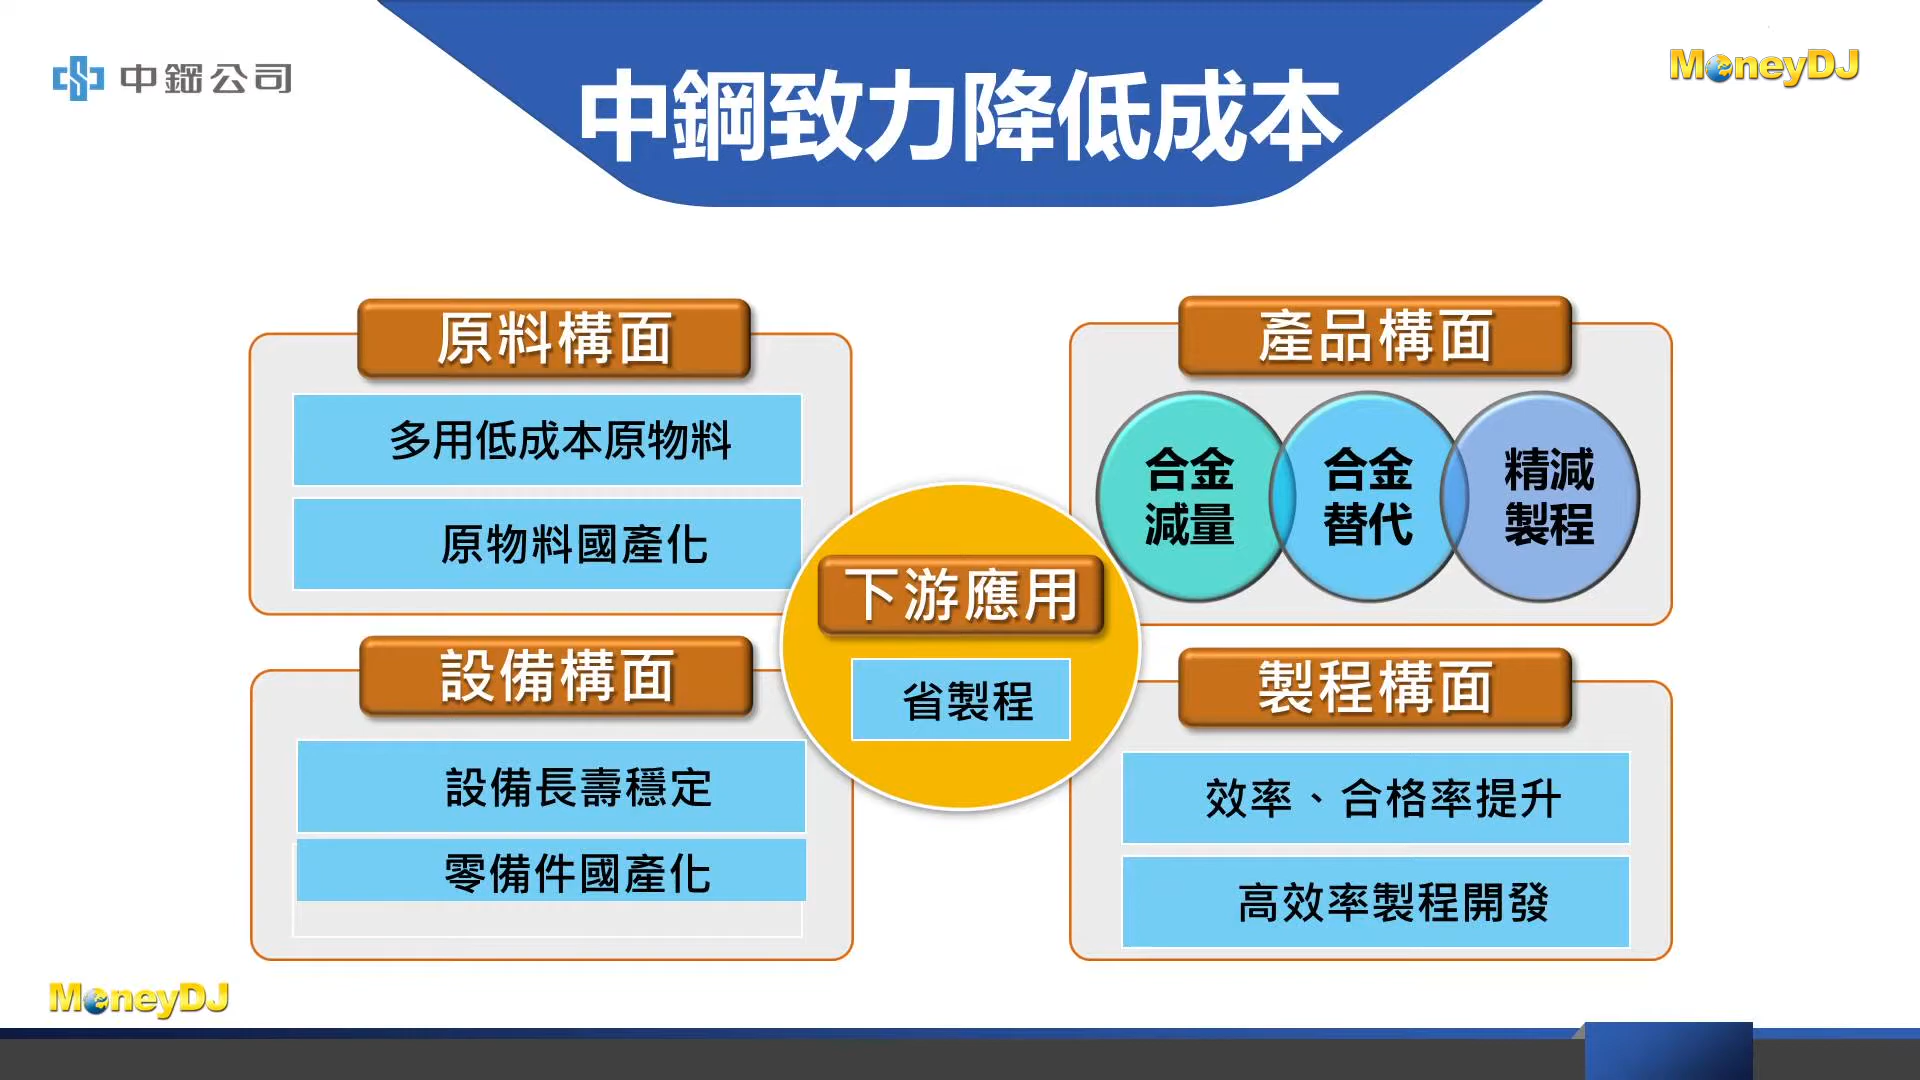 中鋼公司
MoneyDJ
中鋼致力降低成本
原料構面
多用低成本原物料
原物料國產化
產品構面
合金
減量
合金
替代
精減
製程
下游應用
省製程
設備構面
設備長壽穩定
零備件國產化
製程構面
效率、合格率提升
高效率製程開發
MoneyDJ